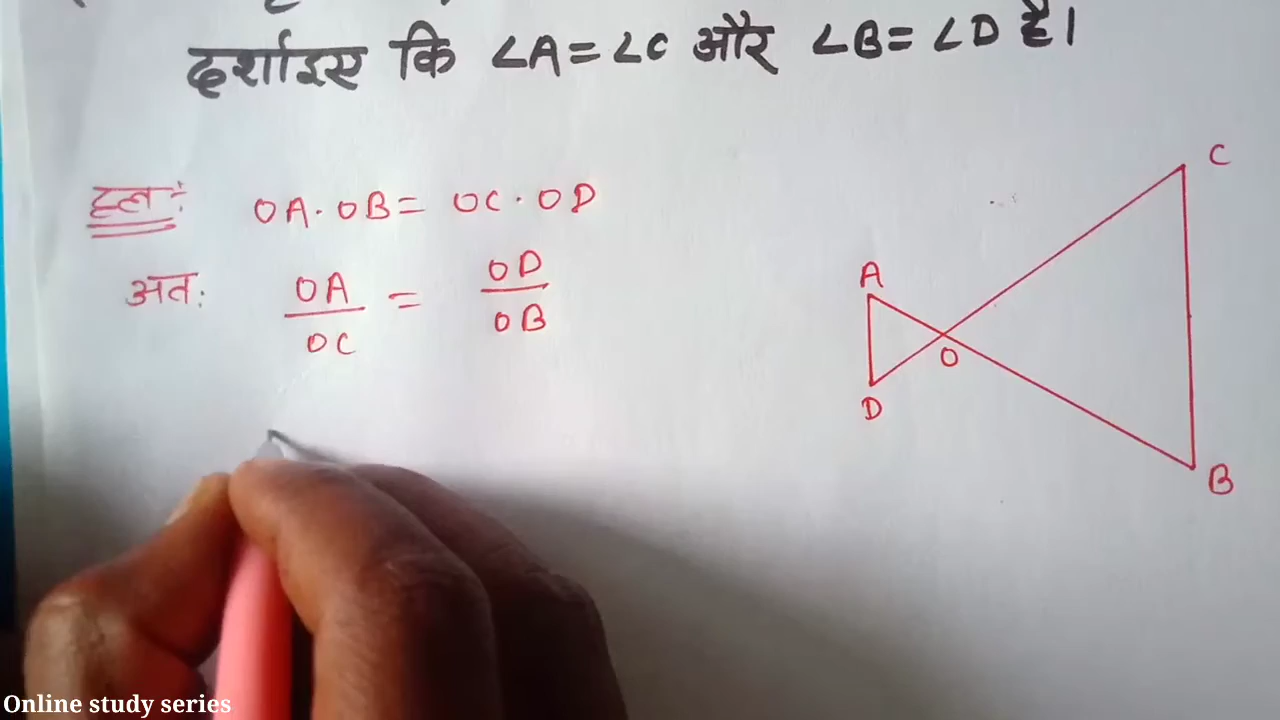 दर्शाइए कि ∠A = ∠C और ∠B = ∠D है।
हल :- OA . OB = OC . OD
अत: OA/OC = OD/OB
A
C
O
D
B
Online study series